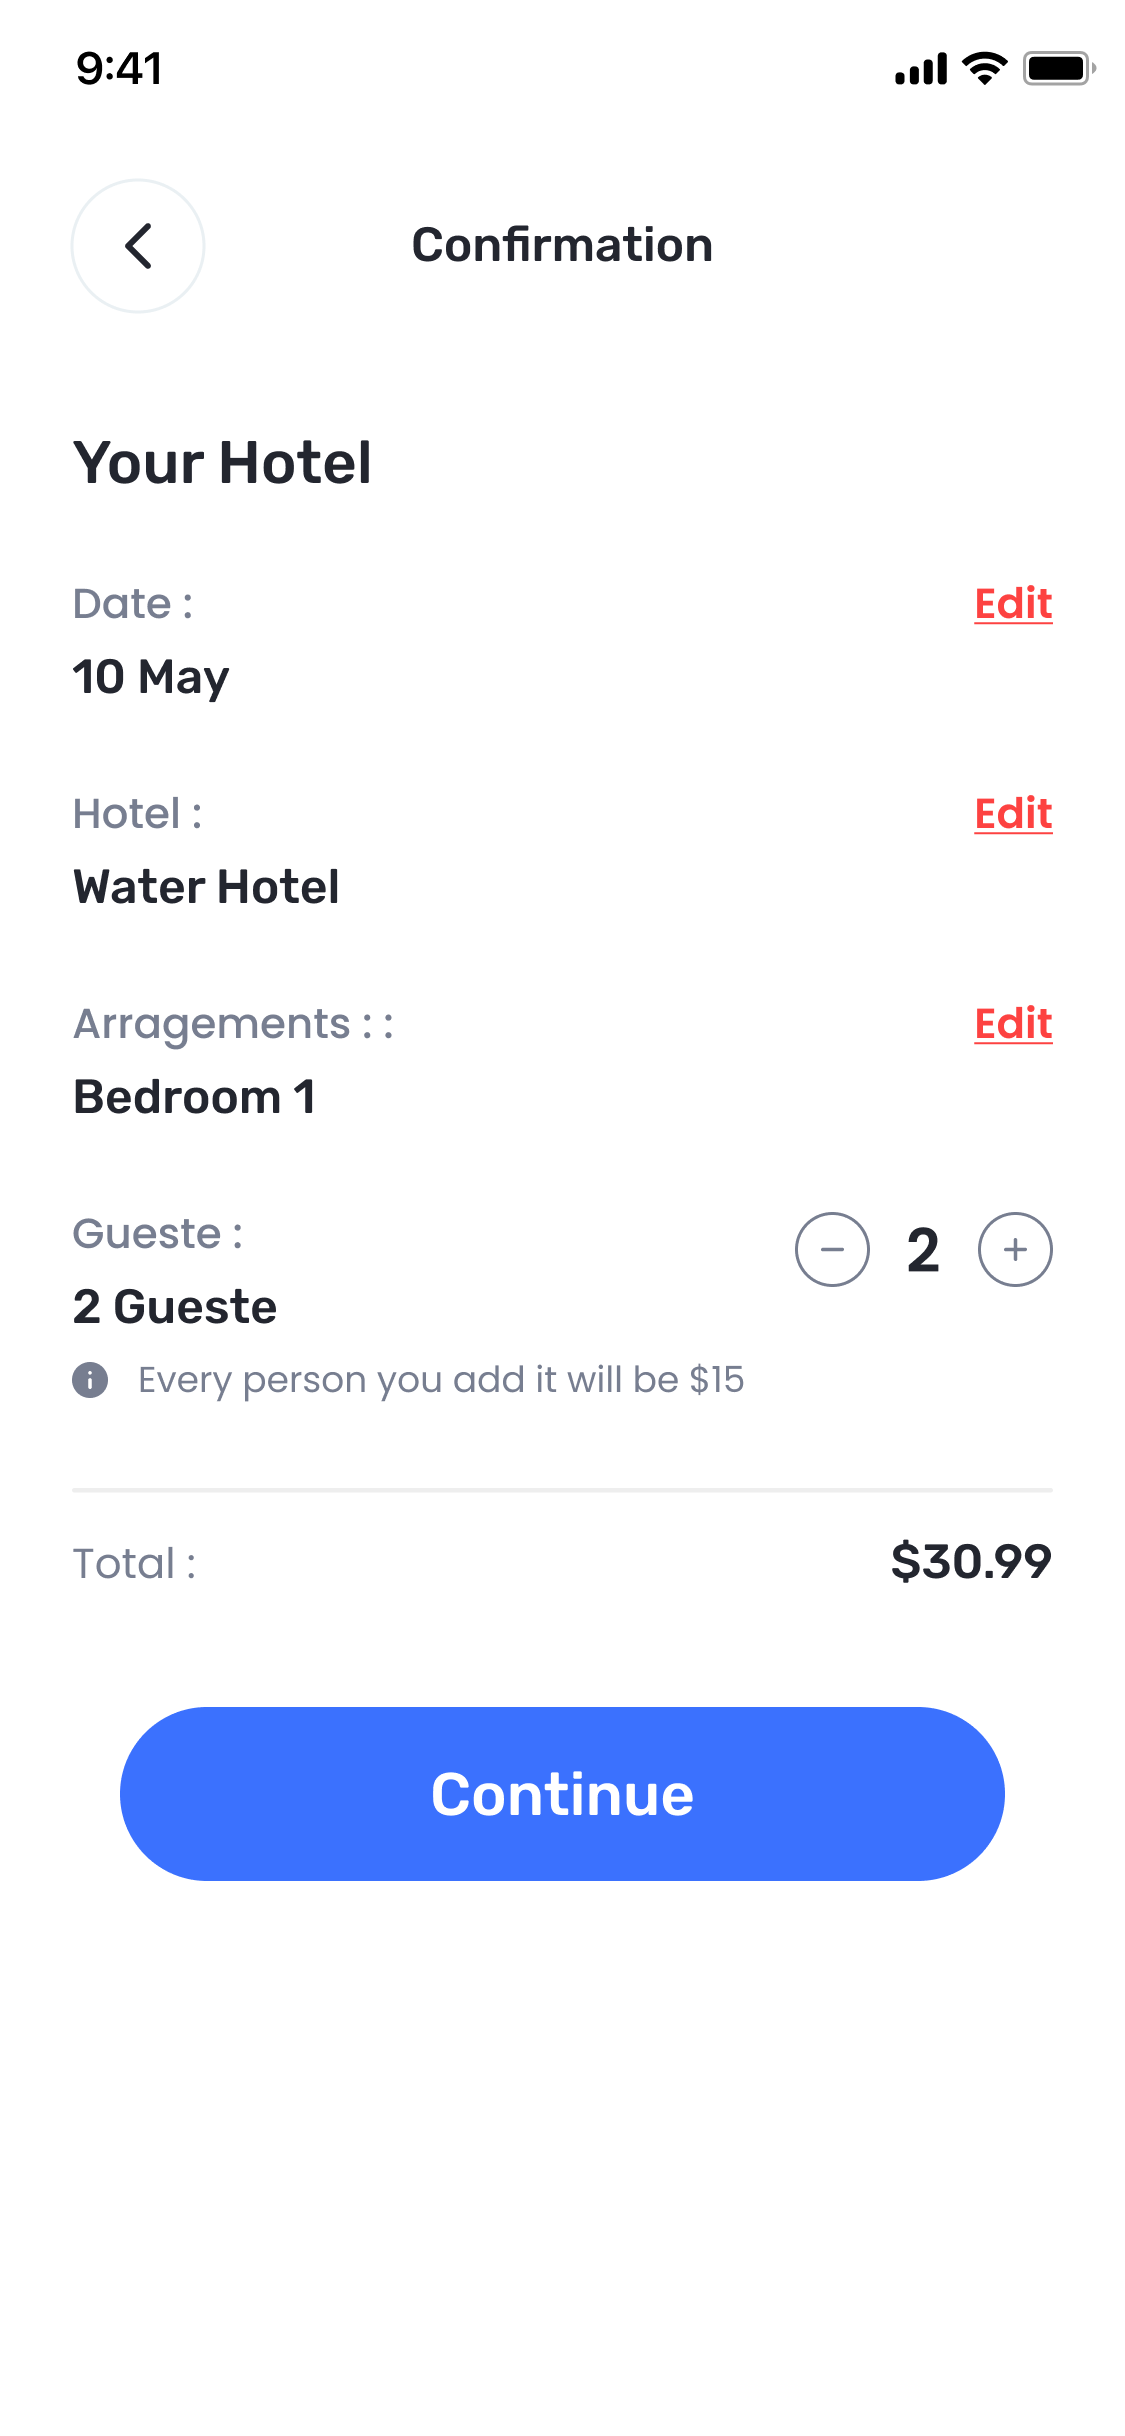 9:41
Confirmation
Your Hotel
Date :
Edit
10 May
Hotel :
Edit
Water Hotel
Arragements : :
Edit
Bedroom 1
Gueste :
2
2 Gueste
Every person you add it will be $15
Total :
$30.99
Continue